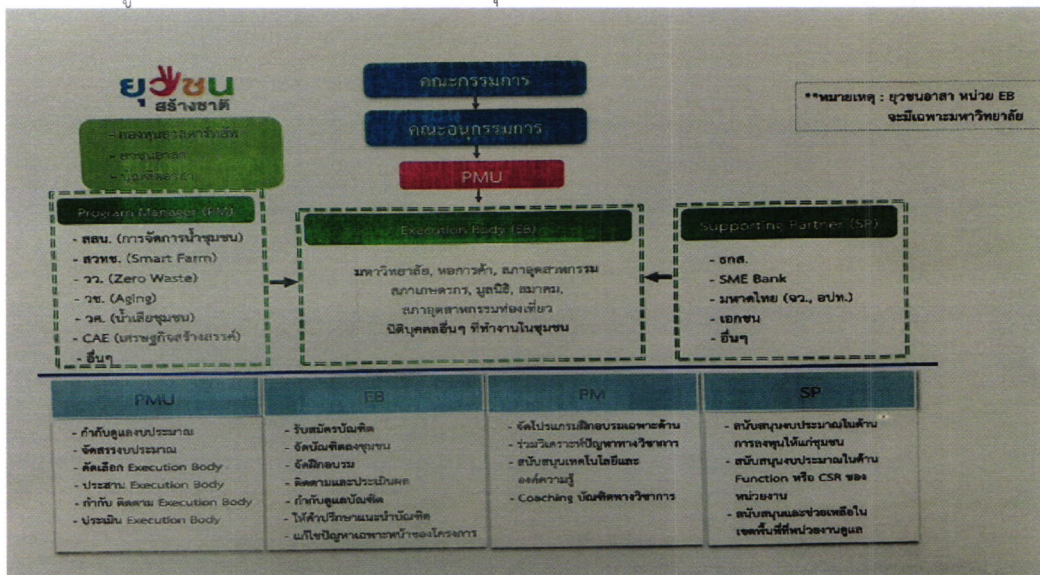 ยุวชน
สร้างชาติ
- กองทุนยุวสตาร์ทอัพ
- ยุวชนอาสา
- บัณฑิตอาสา
คณะกรรมการ
คณะอนุกรรมการ
PMU
**หมายเหตุ : ยุวชนอาสา หน่วย EB
จะมีเฉพาะมหาวิทยาลัย
Program Manager (PM)
- สสน. (การจัดการน้ำชุมชน)
- สวทช. (Smart Farm)
- วว. (Zero Waste)
- วช. (Aging)
- วศ. (น้ำเสียชุมชน)
- CAE (เศรษฐกิจสร้างสรรค์)
- อื่นๆ
Execution Body (EB)
มหาวิทยาลัย, หอการค้า, สภาอุตสาหกรรม
สภาเกษตรกร, มูลนิธิ, สมาคม,
สภาอุตสาหกรรมท่องเที่ยว
นิติบุคคลอื่นๆ ที่ทำงานในชุมชน
Supporting Partner (SP)
- ธกส.
- SME Bank
- มหาดไทย (จว., อปท.)
- เอกชน
- อื่นๆ
PMU
- กำกับดูแลงบประมาณ
- จัดสรรงบประมาณ
- คัดเลือก Execution Body
- ประสาน Execution Body
- กำกับ ติดตาม Execution Body
- ประเมิน Execution Body
EB
- รับสมัครบัณฑิต
- จัดบัณฑิตลงชุมชน
- จัดฝึกอบรม
- ติดตามและประเมินผล
- กำกับดูแลบัณฑิต
- ให้คำปรึกษาแนะนำบัณฑิต
- แก้ไขปัญหาเฉพาะหน้าของโครงการ
PM
- จัดโปรแกรมฝึกอบรมเฉพาะด้าน
- ร่วมวิเคราะห์ปัญหาทางวิชาการ
- สนับสนุนเทคโนโลยีและ
องค์ความรู้
- Coaching บัณฑิตทางวิชาการ
SP
- สนับสนุนงบประมาณในด้าน
การลงทุนให้แก่ชุมชน
- สนับสนุนงบประมาณในด้าน
Function หรือ CSR ของ
หน่วยงาน
- สนับสนุนและช่วยเหลือใน
เขตพื้นที่ที่หน่วยงานดูแล